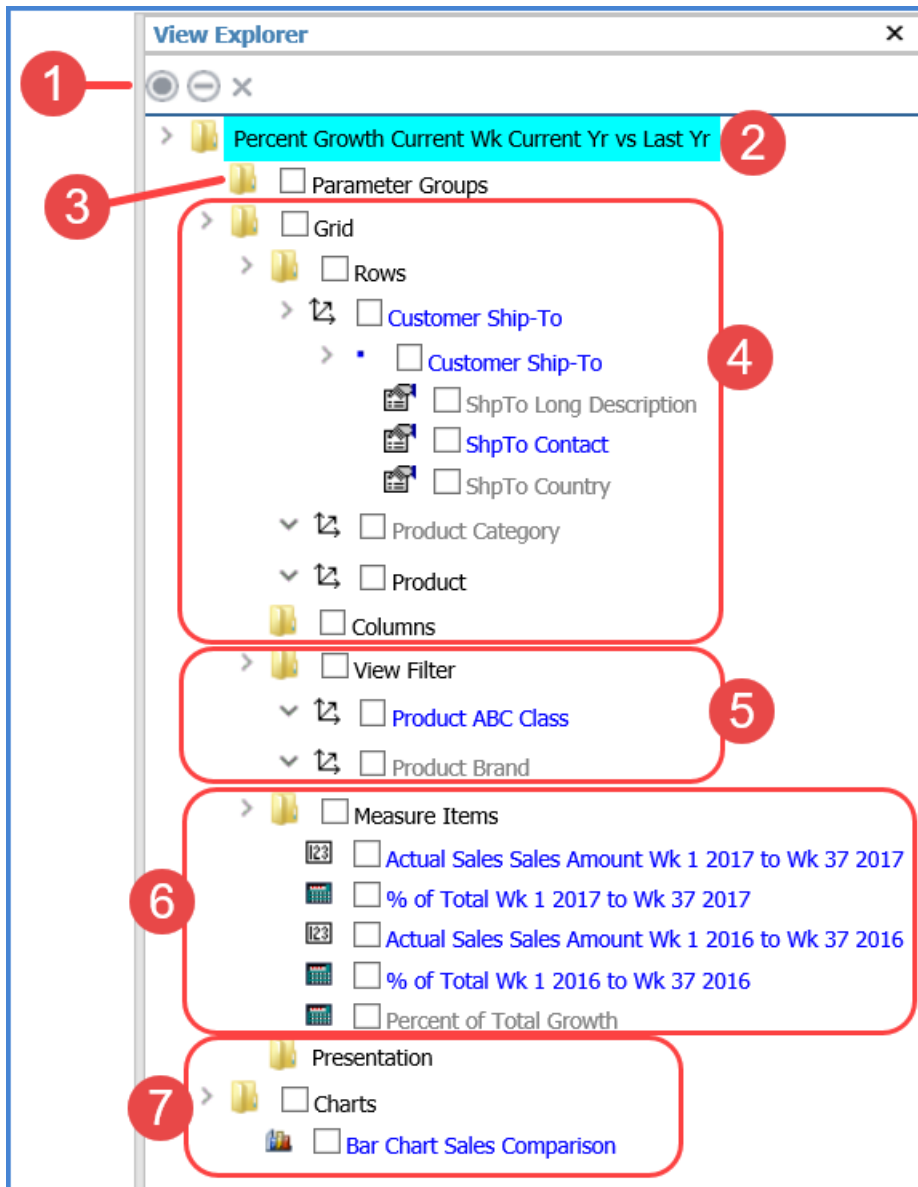 View Explorer
1
Percent Growth Current Wk Current Yr vs Last Yr
2
3
Parameter Groups
Grid
Rows
Customer Ship-To
4
Customer Ship-To
ShpTo Long Description
ShpTo Contact
ShpTo Country
Product Category
Product
Columns
View Filter
Product ABC Class
5
Product Brand
Measure Items
123
Actual Sales Sales Amount Wk 1 2017 to Wk 37 2017
6
% of Total Wk 1 2017 to Wk 37 2017
123
Actual Sales Sales Amount Wk 1 2016 to Wk 37 2016
% of Total Wk 1 2016 to Wk 37 2016
Percent of Total Growth
Presentation
7
Charts
Bar Chart Sales Comparison